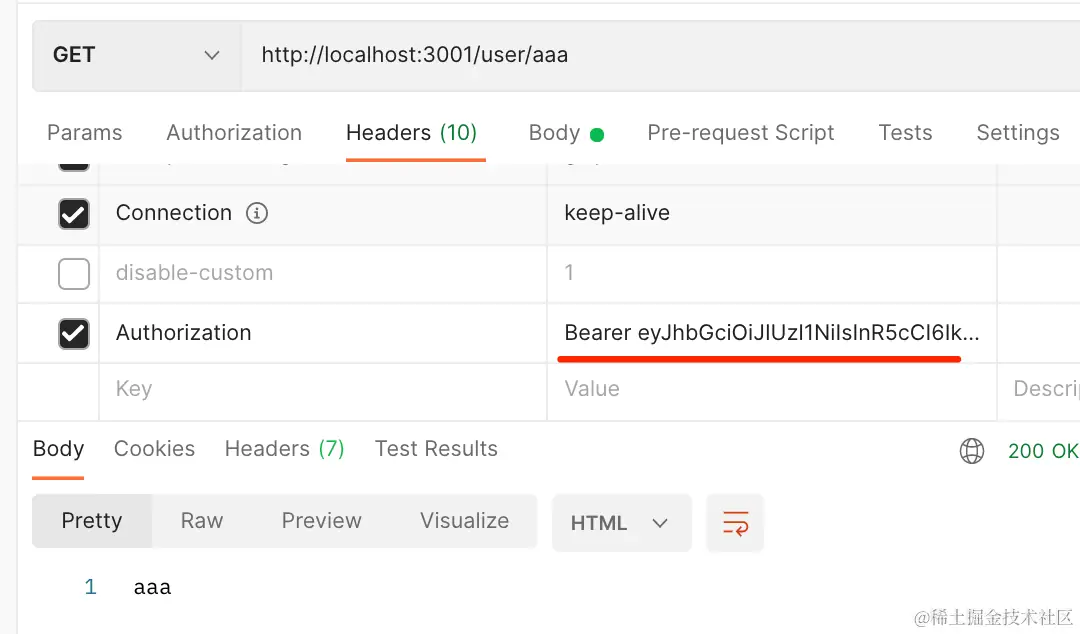 GET http://localhost:3001/user/aaa
Params Authorization Headers (10) Body Pre-request Script Tests Settings
Connection keep-alive
disable-custom 1
Authorization Bearer eyJhbGciOiJIUzI1NiIsInR5cCI6Ik...
Key Value Descri
Body Cookies Headers (7) Test Results 200 OK
Pretty Raw Preview Visualize HTML
1 aaa
@稀土掘金技术社区